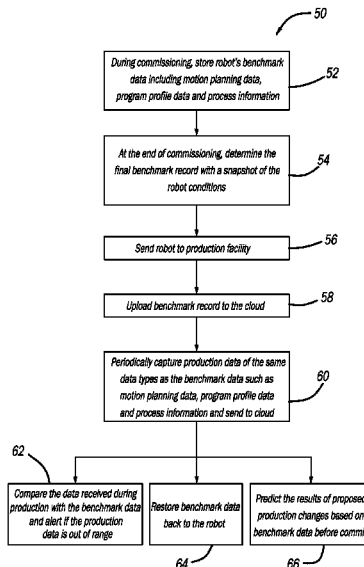 50
During commissioning, store robot's benchmark
data including motion planning data,
program profile data and process information
52
At the end of commissioning, determine the
final benchmark record with a snapshot of the
robot conditions
54
Send robot to production facility
56
Upload benchmark record to the cloud
58
Periodically capture production data of the same
data types as the benchmark data such as
motion planning data, program profile data
and process information and send to cloud
60
62
Compare the data received during
production with the benchmark data
and alert if the production
data is out of range
Restore benchmark data
back to the robot
64
Predict the results of proposed
production changes based on
benchmark data before
66